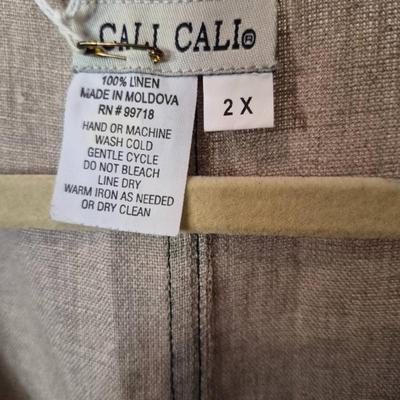 CALI CALI®
100% LINEN
MADE IN MOLDOVA
RN # 99718
HAND OR MACHINE
WASH COLD
GENTLE CYCLE
DO NOT BLEACH
LINE DRY
WARM IRON AS NEEDED
OR DRY CLEAN
2 X